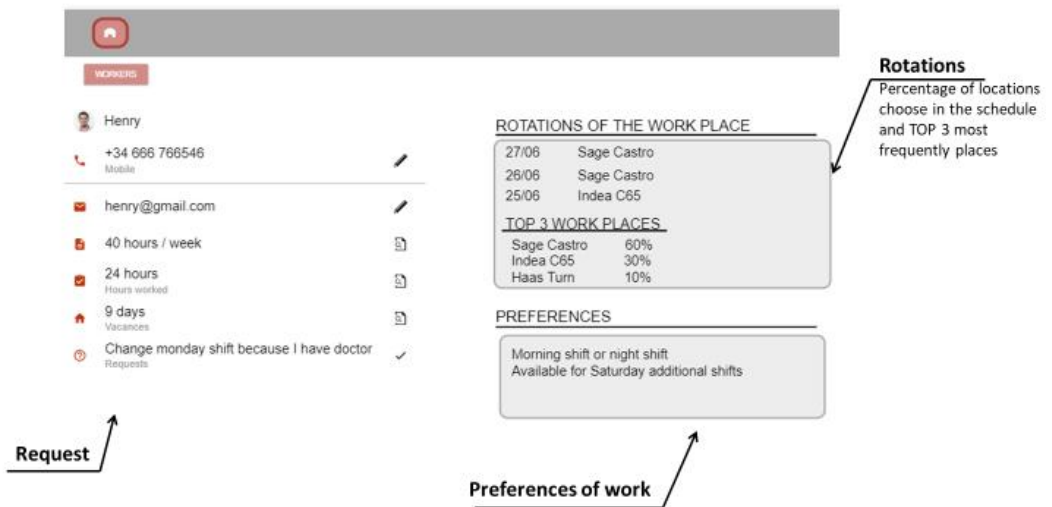 WORKERS
Henry
+34 666 766546
Mobile
henry@gmail.com
40 hours / week
24 hours
Hours worked
9 days
Vacances
Change monday shift because I have doctor
Requests
Request
ROTATIONS OF THE WORK PLACE
27/06 Sage Castro
26/06 Sage Castro
25/06 Indea C65
TOP 3 WORK PLACES
Sage Castro 60%
Indea C65 30%
Haas Turn 10%
PREFERENCES
Morning shift or night shift
Available for Saturday additional shifts
Preferences of work
Rotations
Percentage of locations
choose in the schedule
and TOP 3 most
frequently places